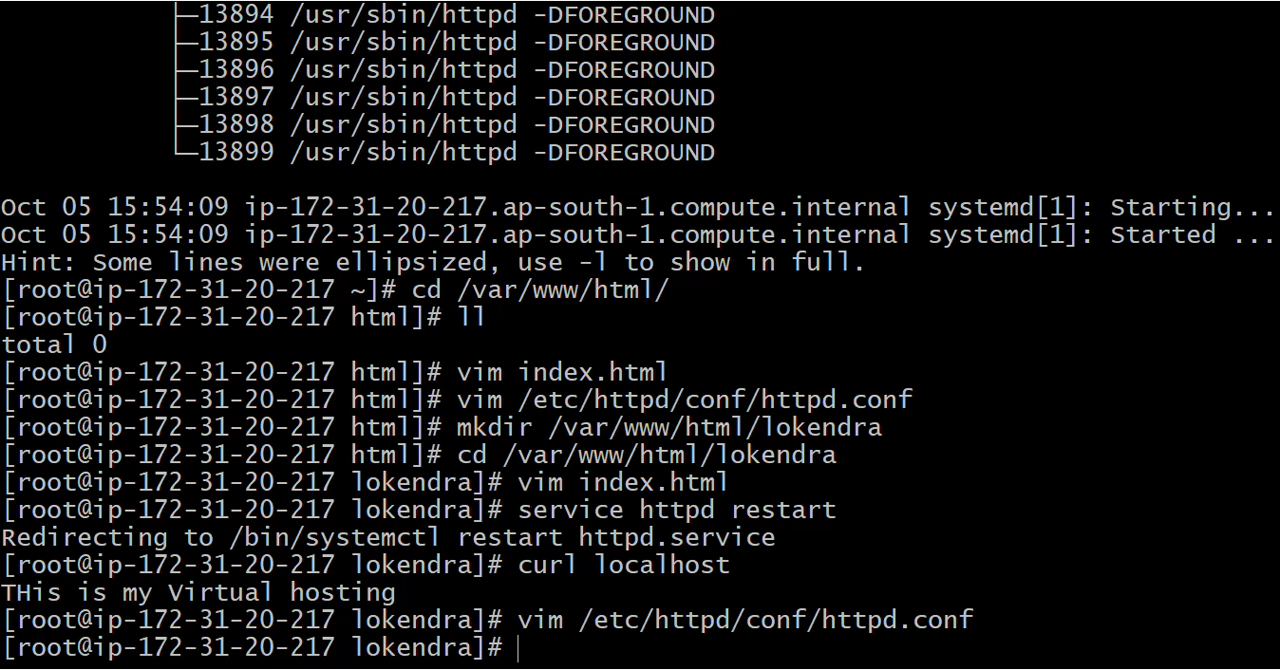 ├─13894 /usr/sbin/httpd -DFOREGROUND
├─13895 /usr/sbin/httpd -DFOREGROUND
├─13896 /usr/sbin/httpd -DFOREGROUND
├─13897 /usr/sbin/httpd -DFOREGROUND
├─13898 /usr/sbin/httpd -DFOREGROUND
└─13899 /usr/sbin/httpd -DFOREGROUND
Oct 05 15:54:09 ip-172-31-20-217.ap-south-1.compute.internal systemd[1]: Starting...
Oct 05 15:54:09 ip-172-31-20-217.ap-south-1.compute.internal systemd[1]: Started ...
Hint: Some lines were ellipsized, use -l to show in full.
[root@ip-172-31-20-217 ~]# cd /var/www/html/
[root@ip-172-31-20-217 html]# ll
total 0
[root@ip-172-31-20-217 html]# vim index.html
[root@ip-172-31-20-217 html]# vim /etc/httpd/conf/httpd.conf
[root@ip-172-31-20-217 html]# mkdir /var/www/html/lokendra
[root@ip-172-31-20-217 html]# cd /var/www/html/lokendra
[root@ip-172-31-20-217 lokendra]# vim index.html
[root@ip-172-31-20-217 lokendra]# service httpd restart
Redirecting to /bin/systemctl restart httpd.service
[root@ip-172-31-20-217 lokendra]# curl localhost
THis is my Virtual hosting
[root@ip-172-31-20-217 lokendra]# vim /etc/httpd/conf/httpd.conf
[root@ip-172-31-20-217 lokendra]#